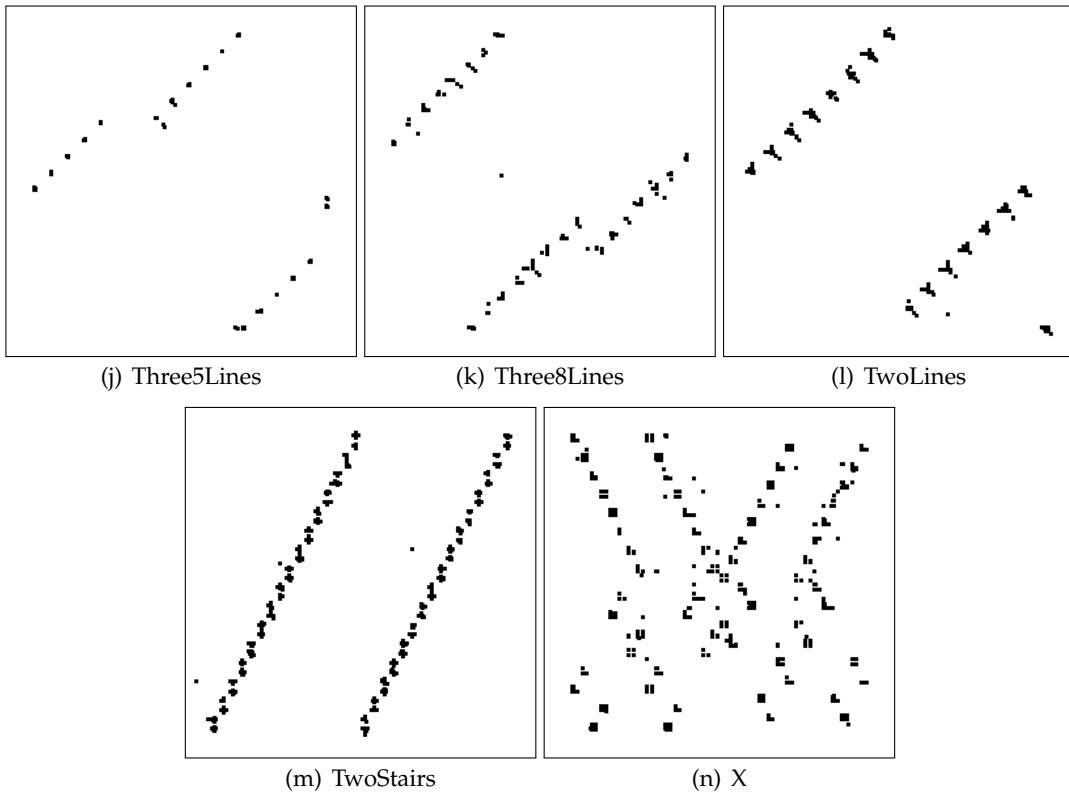 (j) Three5Lines
(k) Three8Lines
(l) TwoLines
(m) TwoStairs
(n) X